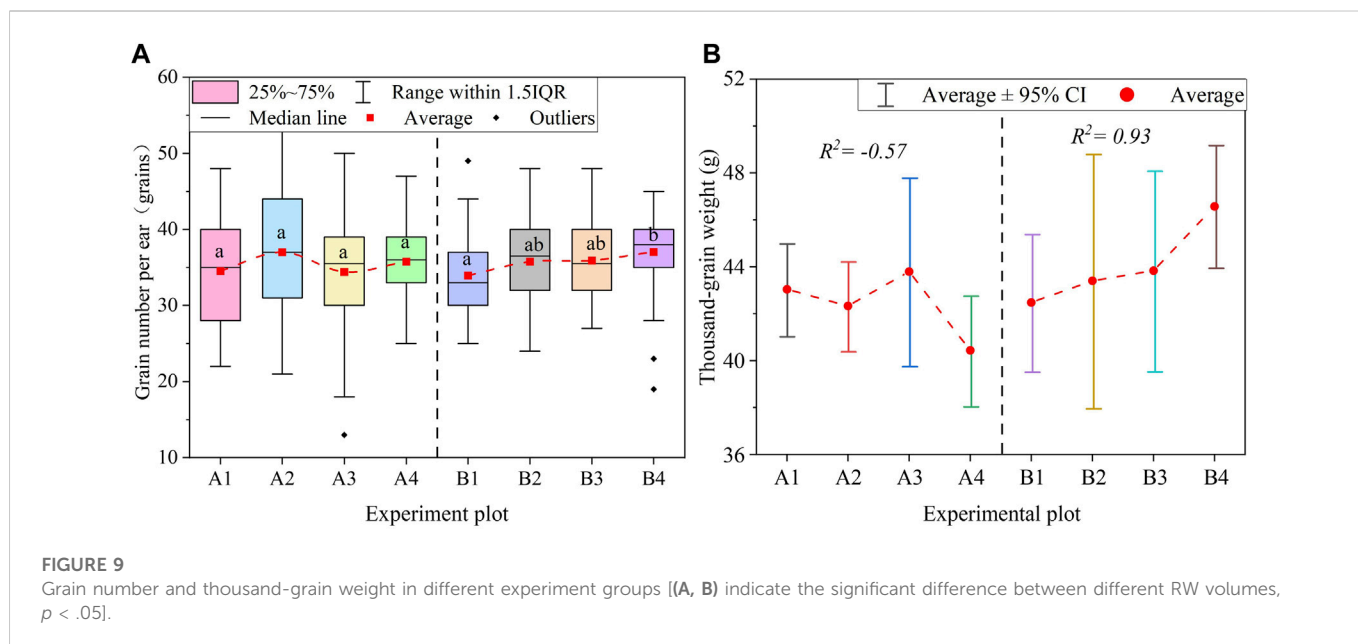 A
60
50
40
30
20
10
Grain number per ear（grains）
25%~75%
Range within 1.5IQR
Median line
Average
Outliers
a
a
a
a
a
ab
ab
b
A1 A2 A3 A4 B1 B2 B3 B4
Experiment plot
B
52
48
44
40
36
Thousand-grain weight (g)
Average ± 95% CI
Average
R²= -0.57
R²= 0.93
A1 A2 A3 A4 B1 B2 B3 B4
Experimental plot
FIGURE 9
Grain number and thousand-grain weight in different experiment groups [(A, B) indicate the significant difference between different RW volumes,
p < .05].